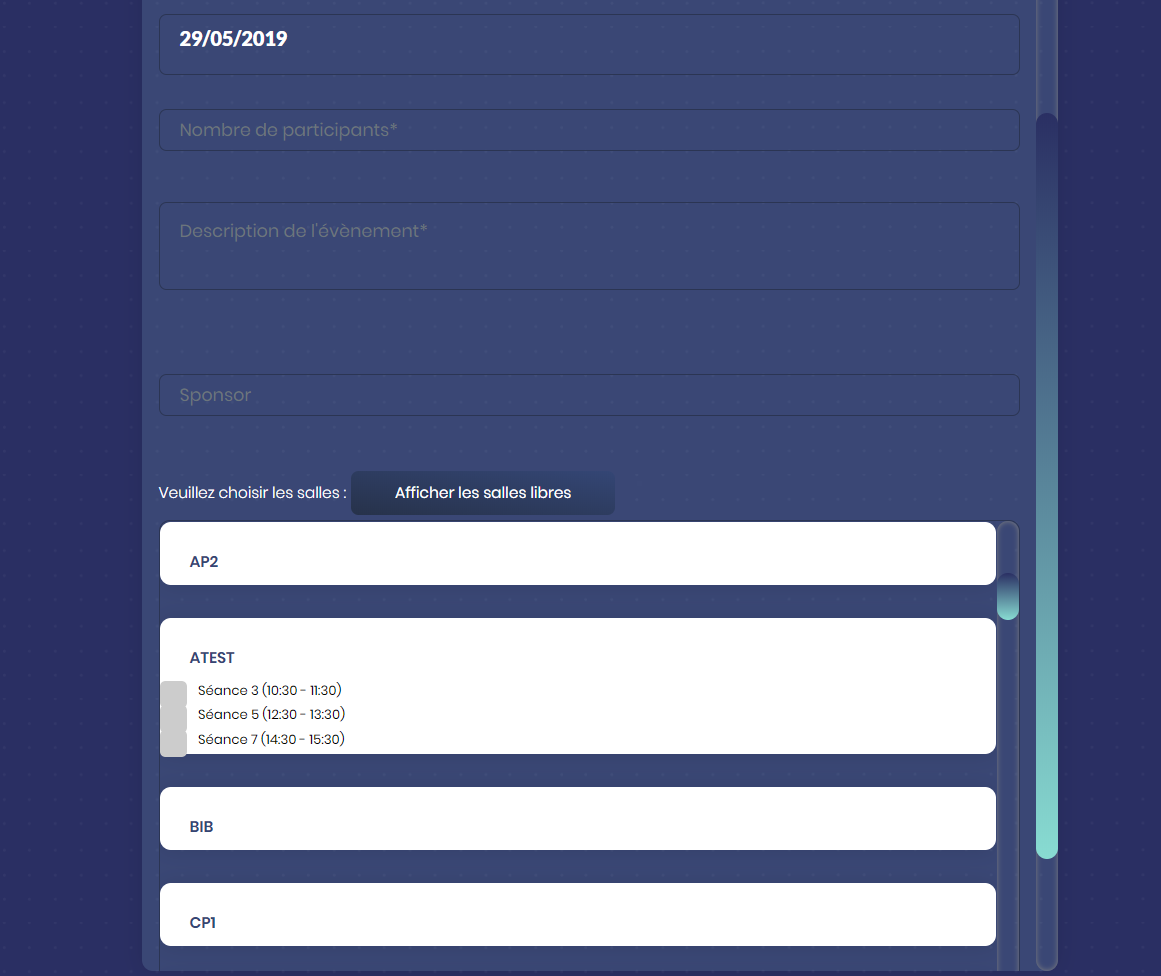 29/05/2019
Nombre de participants*
Description de l'évènement*
Sponsor
Veuillez choisir les salles : Afficher les salles libres
AP2
ATEST
Séance 3 (10:30 - 11:30)
Séance 5 (12:30 - 13:30)
Séance 7 (14:30 - 15:30)
BIB
CP1